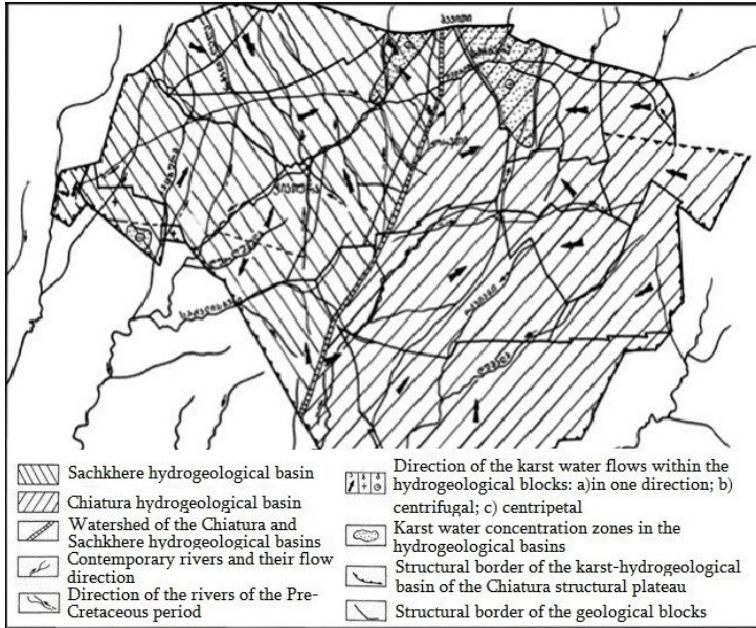 Sachkhere hydrogeological basin
Chiatura hydrogeological basin
Watershed of the Chiatura and
Sachkhere hydrogeological basins
Contemporary rivers and their flow
direction
Direction of the rivers of the Pre-
Cretaceous period
Direction of the karst water flows within the
hydrogeological blocks: a)in one direction; b)
centrifugal; c) centripetal
Karst water concentration zones in the
hydrogeological basins
Structural border of the karst-hydrogeological
basin of the Chiatura structural plateau
Structural border of the geological blocks